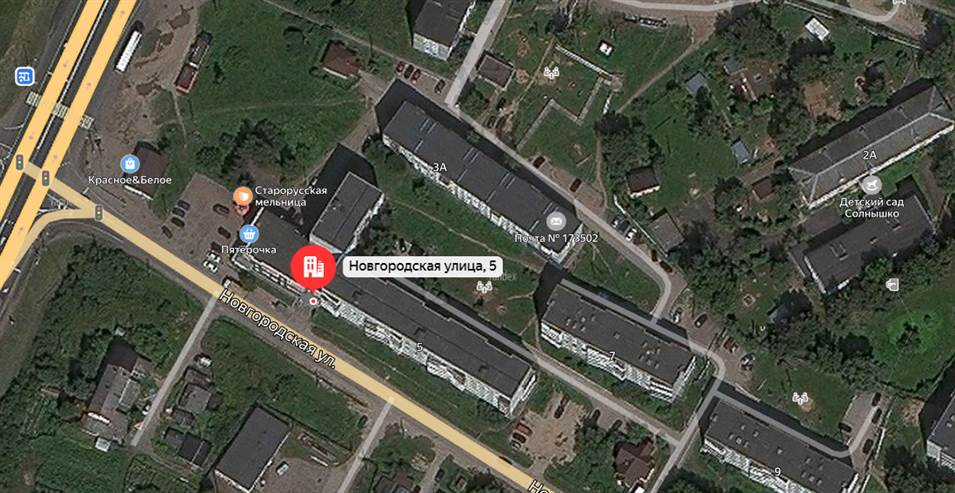 3А
2А
Красное&Белое
Старорусская
мельница
Детский сад
Солнышко
Пятёрочка
Почта № 173502
Новгородская улица, 5
Новгородская ул.
5
7
9